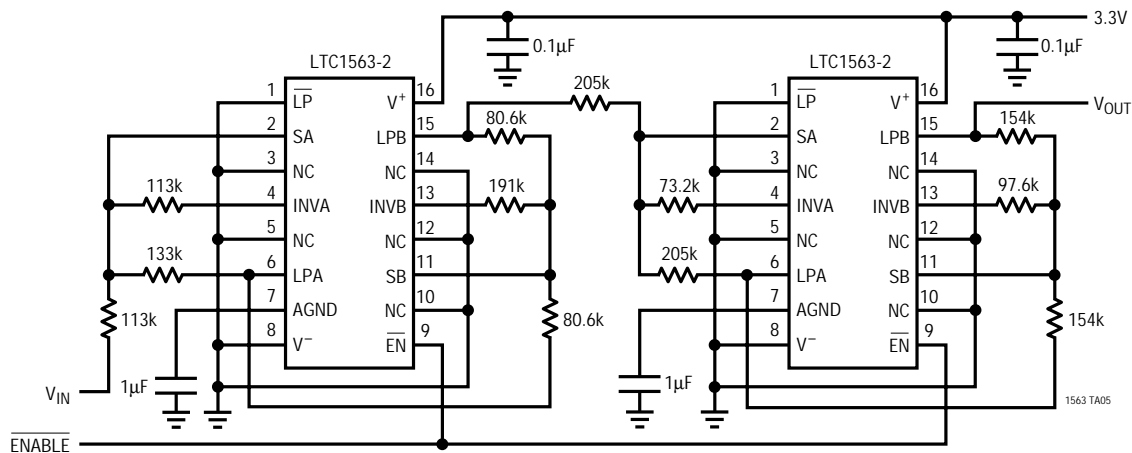 3.3V
0.1µF
0.1µF
LTC1563-2
LTC1563-2
205k
1 LP V+ 16
2 SA LPB 15
3 NC NC 14
4 INVA INVB 13
5 NC NC 12
6 LPA SB 11
7 AGND NC 10
8 V− EN 9
80.6k
191k
80.6k
113k
133k
113k
VIN
1µF
ENABLE
73.2k
205k
1 LP V+ 16
2 SA LPB 15
3 NC NC 14
4 INVA INVB 13
5 NC NC 12
6 LPA SB 11
7 AGND NC 10
8 V− EN 9
VOUT
154k
97.6k
154k
1µF
1563 TA05